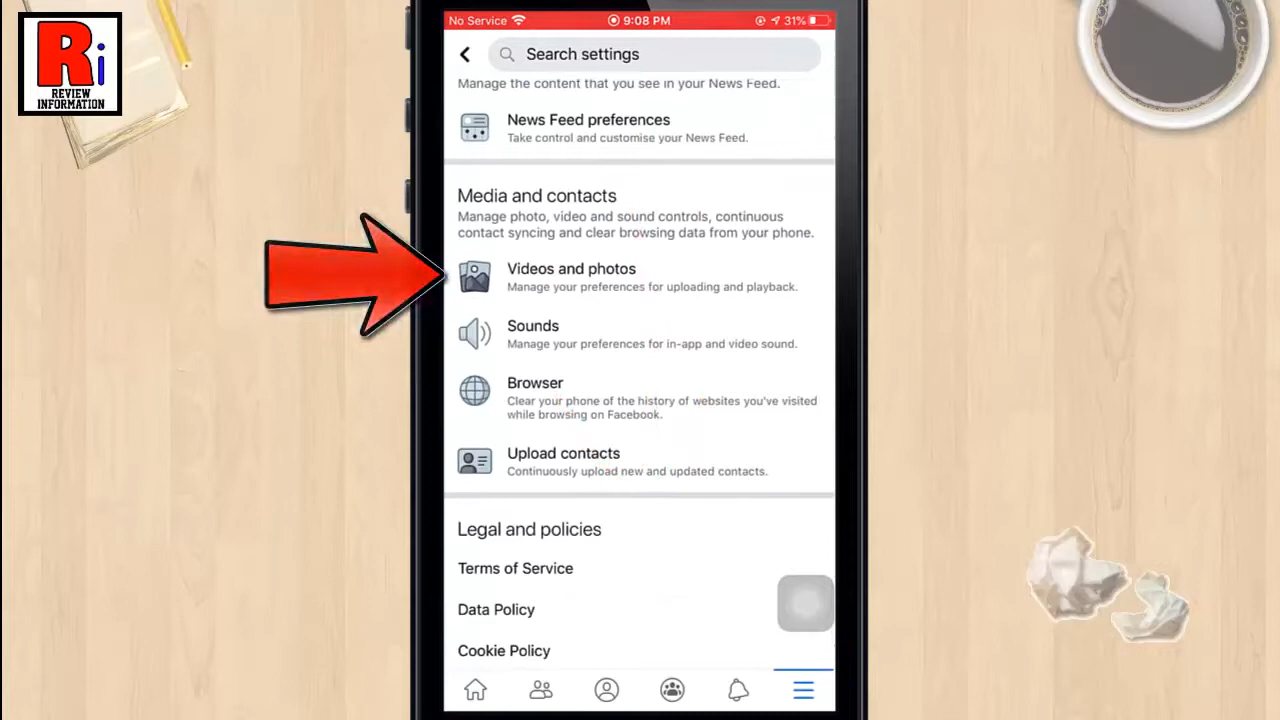 Ri
REVIEW
INFORMATION
No Service 9:08 PM 31%
Search settings
Manage the content that you see in your News Feed.
News Feed preferences
Take control and customise your News Feed.
Media and contacts
Manage photo, video and sound controls, continuous
contact syncing and clear browsing data from your phone.
Videos and photos
Manage your preferences for uploading and playback.
Sounds
Manage your preferences for in-app and video sound.
Browser
Clear your phone of the history of websites you've visited
while browsing on Facebook.
Upload contacts
Continuously upload new and updated contacts.
Legal and policies
Terms of Service
Data Policy
Cookie Policy